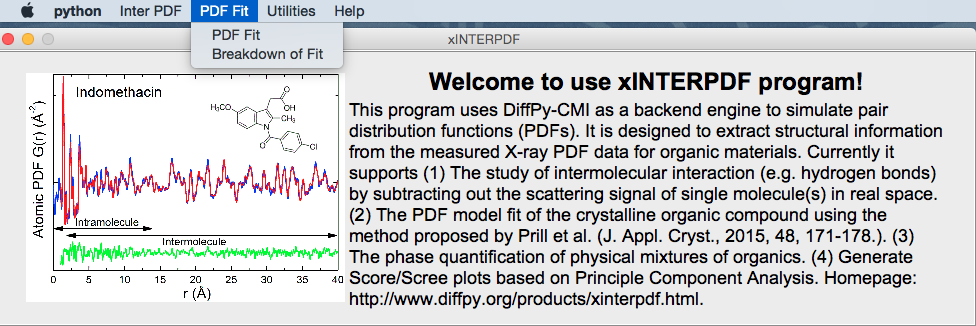 python Inter PDF PDF Fit Utilities Help
PDF Fit
Breakdown of Fit
xINTERPDF
Indomethacin
O
OH
MeO
CH₃
N
O
Cl
Atomic PDF G(r) (Å⁻²)
Intramolecule
Intermolecule
0 5 10 15 20 25 30 35 40
r (Å)
Welcome to use xINTERPDF program!
This program uses DiffPy-CMI as a backend engine to simulate pair
distribution functions (PDFs). It is designed to extract structural information
from the measured X-ray PDF data for organic materials. Currently it
supports (1) The study of intermolecular interaction (e.g. hydrogen bonds)
by subtracting out the scattering signal of single molecule(s) in real space.
(2) The PDF model fit of the crystalline organic compound using the
method proposed by Prill et al. (J. Appl. Cryst., 2015, 48, 171-178.). (3)
The phase quantification of physical mixtures of organics. (4) Generate
Score/Scree plots based on Principle Component Analysis. Homepage:
http://www.diffpy.org/products/xinterpdf.html.